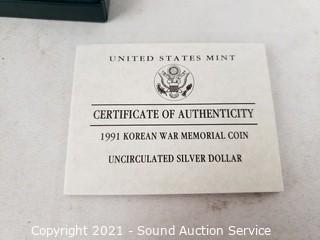 UNITED STATES MINT
CERTIFICATE OF AUTHENTICITY
1991 KOREAN WAR MEMORIAL COIN
UNCIRCULATED SILVER DOLLAR
Copyright 2021 - Sound Auction Service